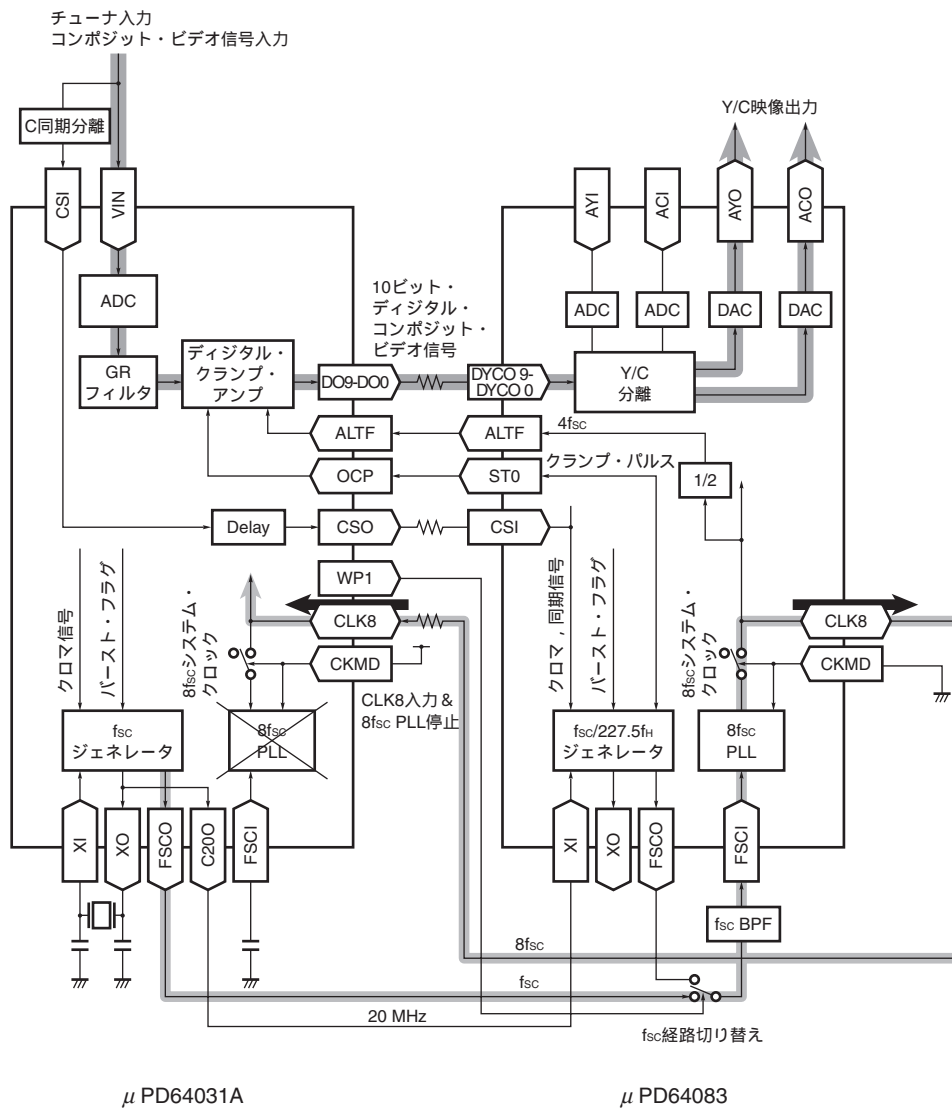 チューナ入力
コンポジット・ビデオ信号入力
C同期分離
Y/C映像出力
CSI
VIN
AYI
ACI
AYO
ACO
ADC
GR
フィルタ
ディジタル・
クランプ・
アンプ
10ビット・
ディジタル・
コンポジット・
ビデオ信号
DO9-DO0
DYCO 9-
DYCO 0
ADC
ADC
DAC
DAC
Y/C
分離
ALTF
ALTF
4fsc
OCP
ST0
クランプ・パルス
1/2
Delay
CSO
CSI
WP1
クロマ信号
バースト・フラグ
8fscシステム・
クロック
CLK8
CKMD
CLK8入力&
8fsc PLL停止
クロマ,同期信号
バースト・フラグ
8fscシステム・
クロック
CLK8
CKMD
fsc
ジェネレータ
8fsc
PLL
fsc/227.5fH
ジェネレータ
8fsc
PLL
XI
XO
FSCO
C20O
FSCI
XI
XO
FSCO
FSCI
fsc BPF
8fsc
fsc
20 MHz
fsc経路切り替え
μ PD64031A
μ PD64083